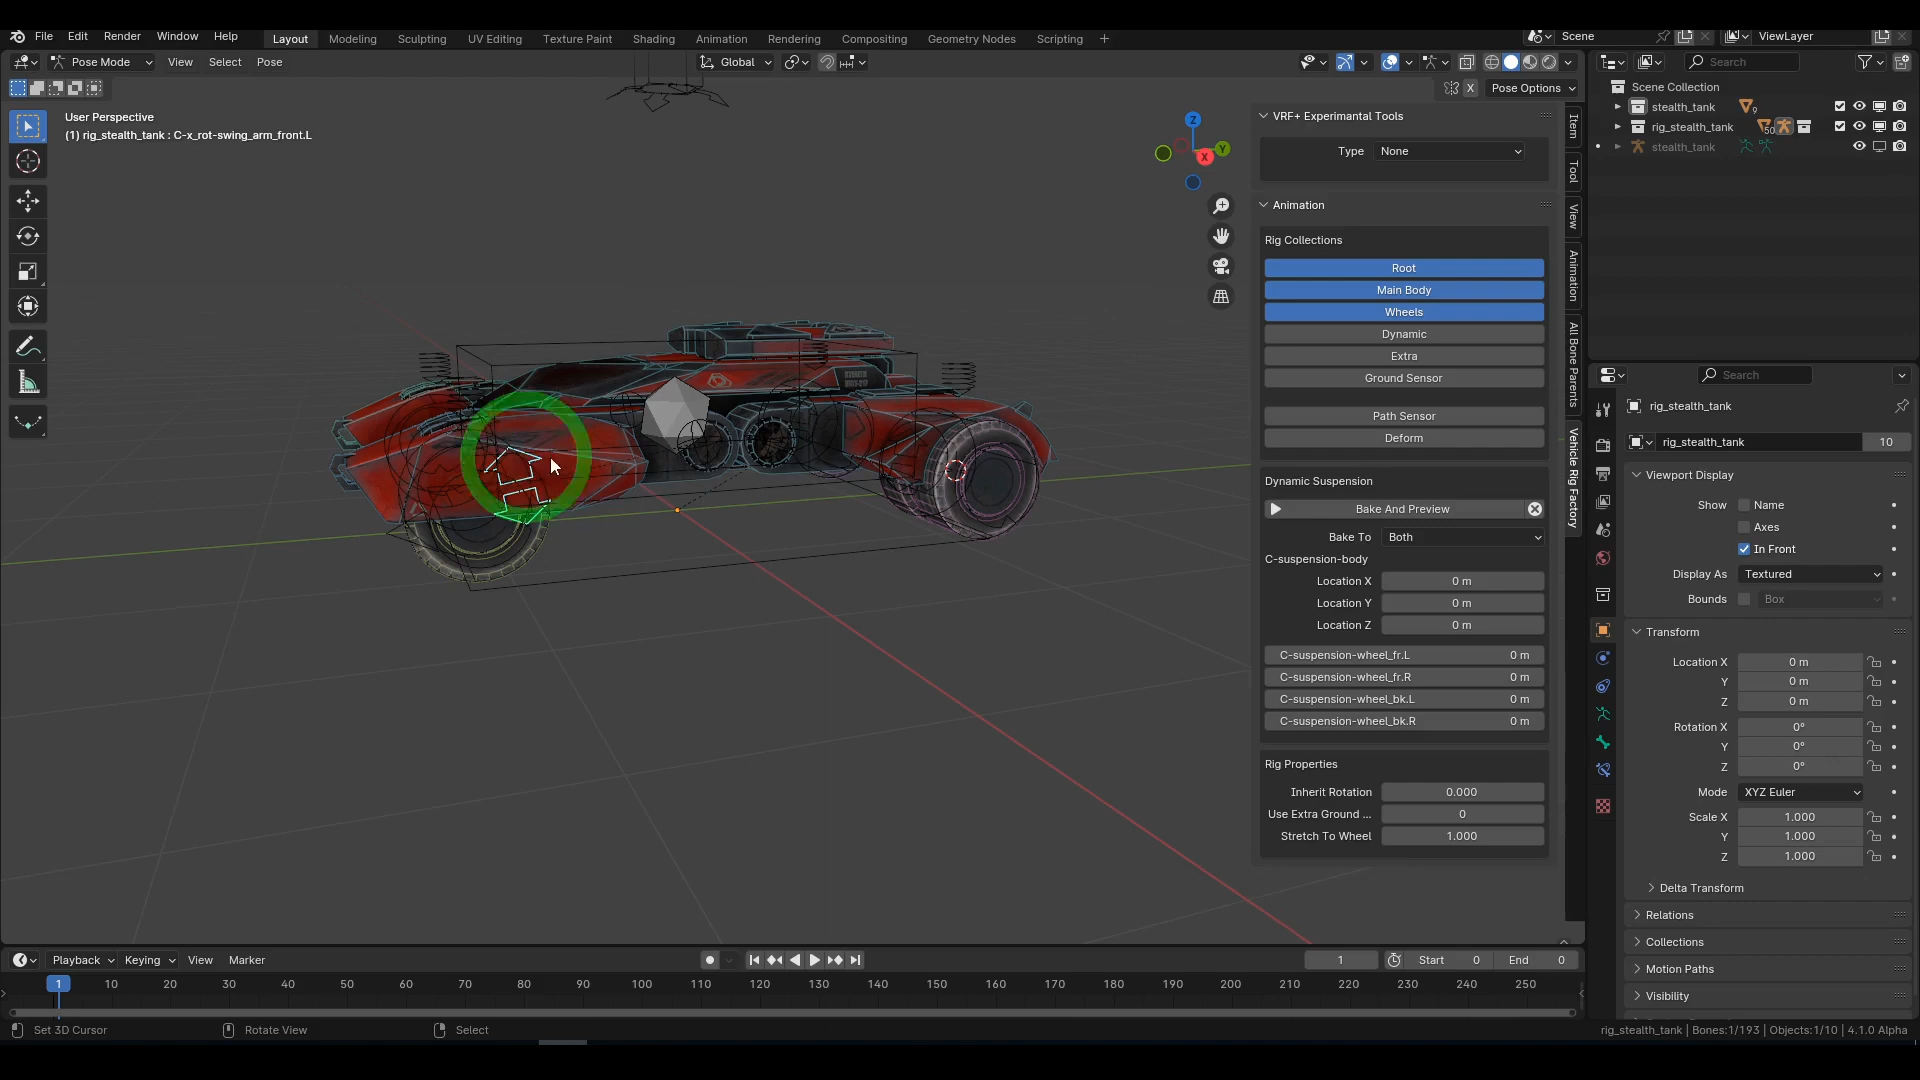 File Edit Render Window Help
Layout Modeling Sculpting UV Editing Texture Paint Shading Animation Rendering Compositing Geometry Nodes Scripting +
Scene
ViewLayer
Pose Mode View Select Pose
Global
Search
X Pose Options
User Perspective
(1) rig_stealth_tank : C-x_rot-swing_arm_front.L
Z
Y
X
VRF+ Experimantal Tools
Type None
Animation
Rig Collections
Root
Main Body
Wheels
Dynamic
Extra
Ground Sensor
Path Sensor
Deform
Dynamic Suspension
Bake And Preview
Bake To Both
C-suspension-body
Location X 0 m
Location Y 0 m
Location Z 0 m
C-suspension-wheel_fr.L 0 m
C-suspension-wheel_fr.R 0 m
C-suspension-wheel_bk.L 0 m
C-suspension-wheel_bk.R 0 m
Rig Properties
Inherit Rotation 0.000
Use Extra Ground ... 0
Stretch To Wheel 1.000
Item
Tool
View
Animation
All Bone Parents
Vehicle Rig Factory
Scene Collection
stealth_tank 9
rig_stealth_tank 50
stealth_tank
Search
rig_stealth_tank
rig_stealth_tank 10
Viewport Display
Show Name
Axes
In Front
Display As Textured
Bounds Box
Transform
Location X 0 m
Y 0 m
Z 0 m
Rotation X 0°
Y 0°
Z 0°
Mode XYZ Euler
Scale X 1.000
Y 1.000
Z 1.000
Delta Transform
Relations
Collections
Motion Paths
Visibility
Playback Keying View Marker
1 Start 0 End 0
1 10 20 30 40 50 60 70 80 90 100 110 120 130 140 150 160 170 180 190 200 210 220 230 240 250
Set 3D Cursor Rotate View Select
rig_stealth_tank | Bones:1/193 | Objects:1/10 | 4.1.0 Alpha